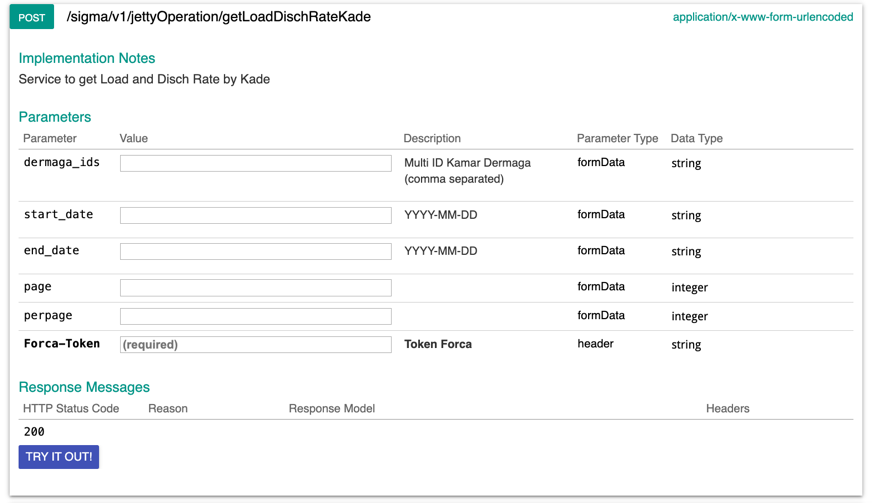 POST /sigma/v1/jettyOperation/getLoadDischRateKade application/x-www-form-urlencoded
Implementation Notes
Service to get Load and Disch Rate by Kade
Parameters
Parameter Value Description Parameter Type Data Type
dermaga_ids Multi ID Kamar Dermaga formData string
(comma separated)
start_date YYYY-MM-DD formData string
end_date YYYY-MM-DD formData string
page formData integer
perpage formData integer
Forca-Token (required) Token Forca header string
Response Messages
HTTP Status Code Reason Response Model Headers
200
TRY IT OUT!